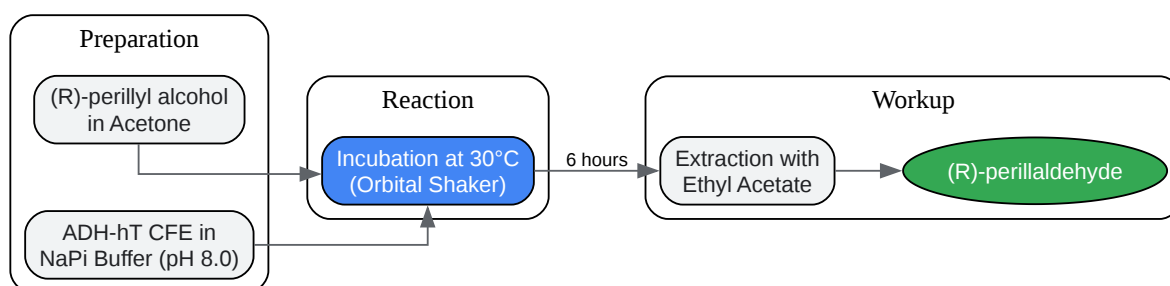 Preparation
(R)-perillyl alcohol
in Acetone
ADH-hT CFE in
NaPi Buffer (pH 8.0)
Reaction
Incubation at 30°C
(Orbital Shaker)
6 hours
Workup
Extraction with
Ethyl Acetate
(R)-perillaldehyde